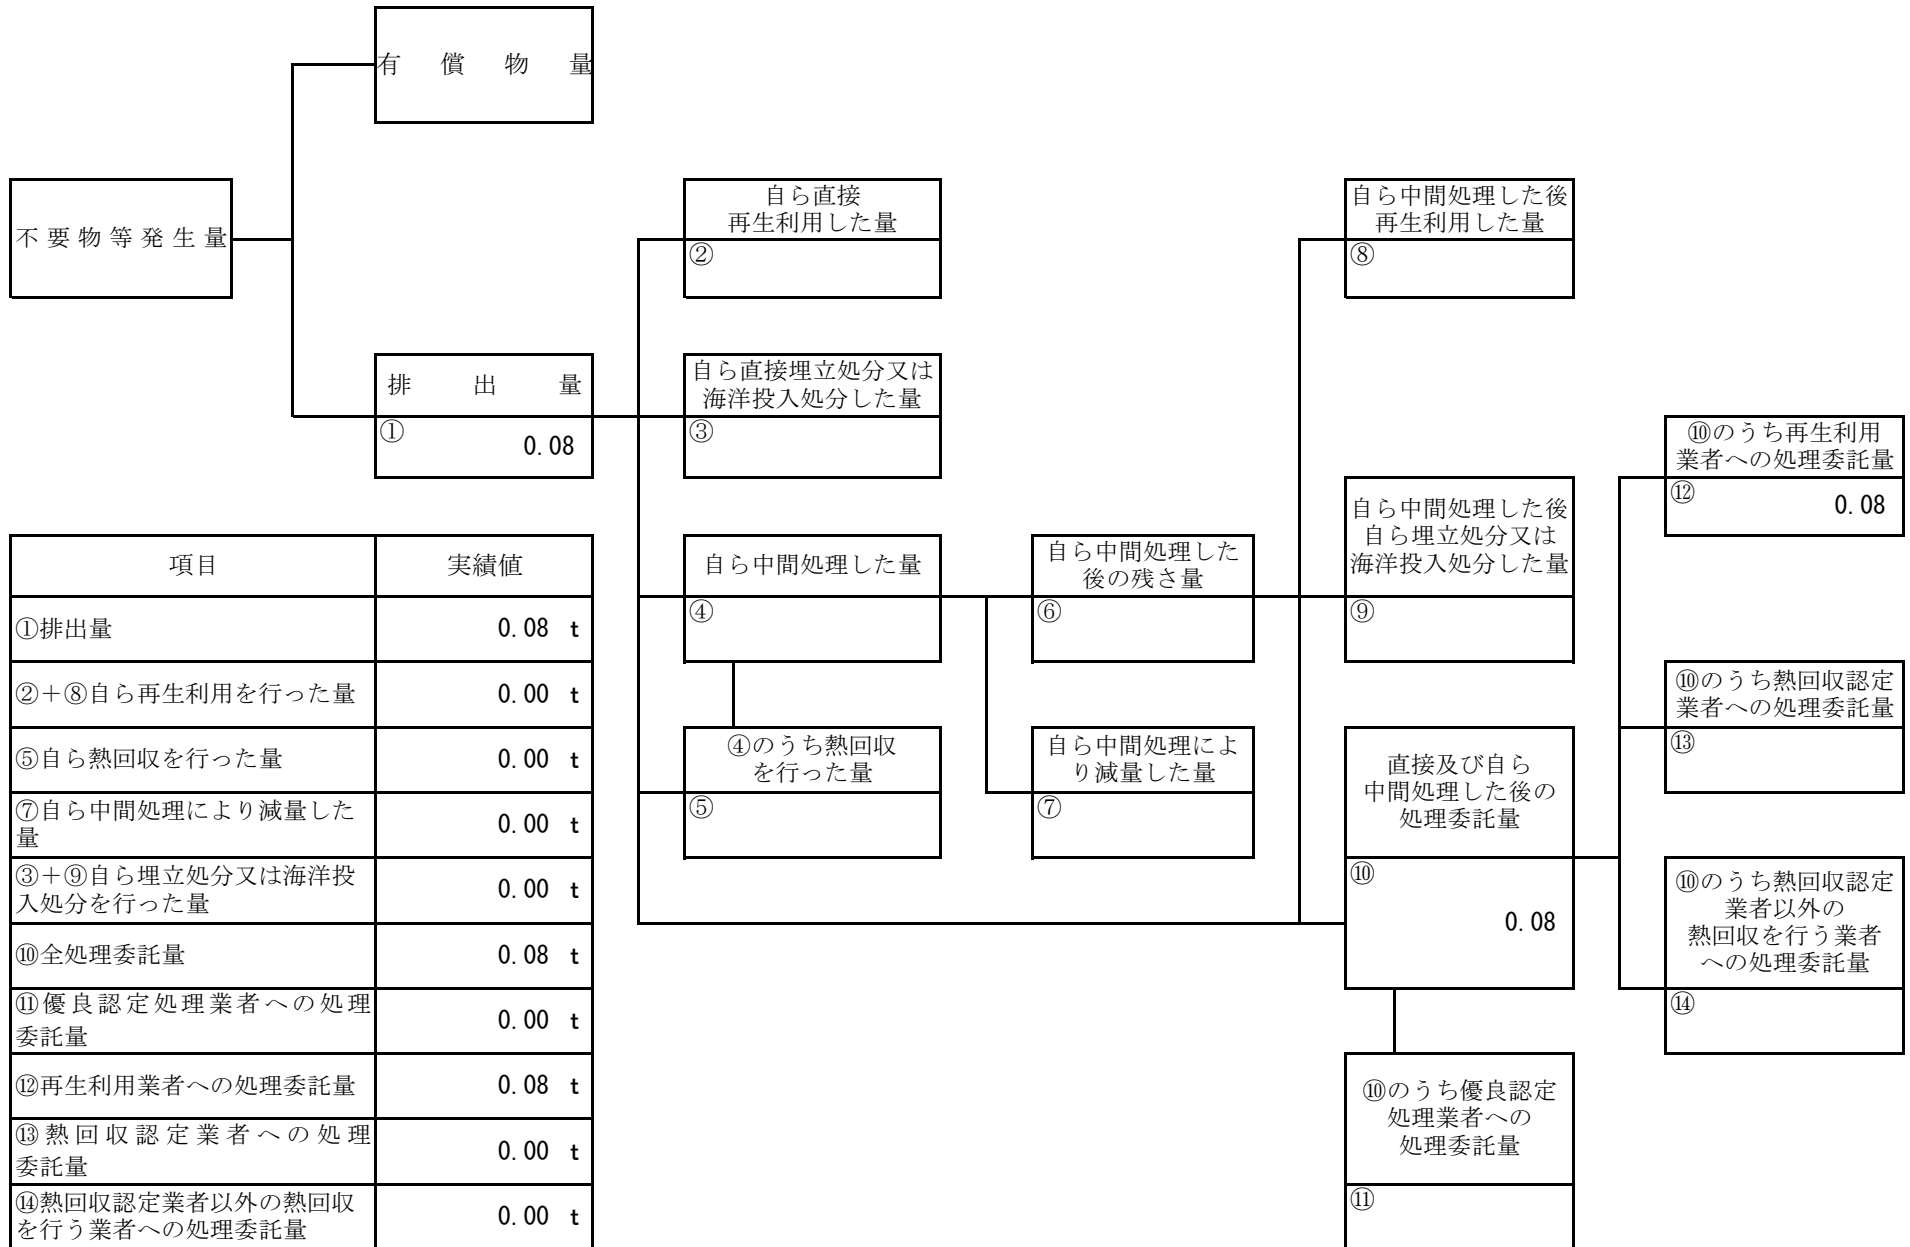 有償物量
不要物等発生量
排出量
①
0.08
自ら直接
再生利用した量
②
自ら直接埋立処分又は
海洋投入処分した量
③
自ら中間処理した量
④
④のうち熱回収
を行った量
⑤
自ら中間処理した
後の残さ量
⑥
自ら中間処理によ
り減量した量
⑦
自ら中間処理した後
再生利用した量
⑧
自ら中間処理した後
自ら埋立処分又は
海洋投入処分した量
⑨
直接及び自ら
中間処理した後の
処理委託量
⑩
0.08
⑩のうち優良認定
処理業者への
処理委託量
⑪
⑩のうち再生利用
業者への処理委託量
⑫ 0.08
⑩のうち熱回収認定
業者への処理委託量
⑬
⑩のうち熱回収認定
業者以外の
熱回収を行う業者
への処理委託量
⑭
項目 実績値
①排出量 0.08 t
②＋⑧自ら再生利用を行った量 0.00 t
⑤自ら熱回収を行った量 0.00 t
⑦自ら中間処理により減量した
量 0.00 t
③＋⑨自ら埋立処分又は海洋投
入処分を行った量 0.00 t
⑩全処理委託量 0.08 t
⑪優良認定処理業者への処理
委託量 0.00 t
⑫再生利用業者への処理委託量 0.08 t
⑬熱回収認定業者への処理
委託量 0.00 t
⑭熱回収認定業者以外の熱回収
を行う業者への処理委託量 0.00 t